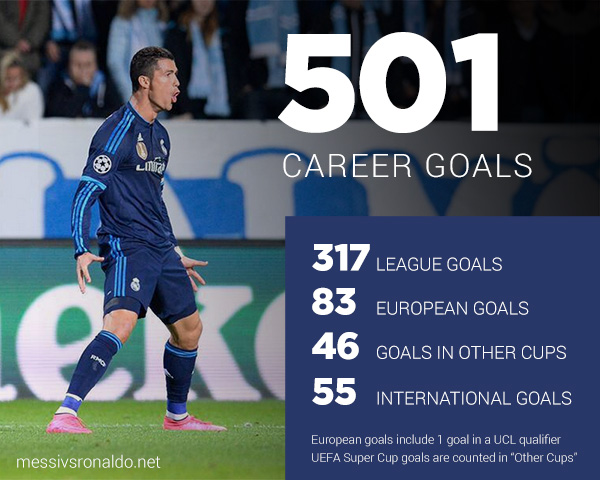 501
CAREER GOALS
317 LEAGUE GOALS
83 EUROPEAN GOALS
46 GOALS IN OTHER CUPS
55 INTERNATIONAL GOALS
European goals include 1 goal in a UCL qualifier
UEFA Super Cup goals are counted in “Other Cups”
RMCF
messivsronaldo.net